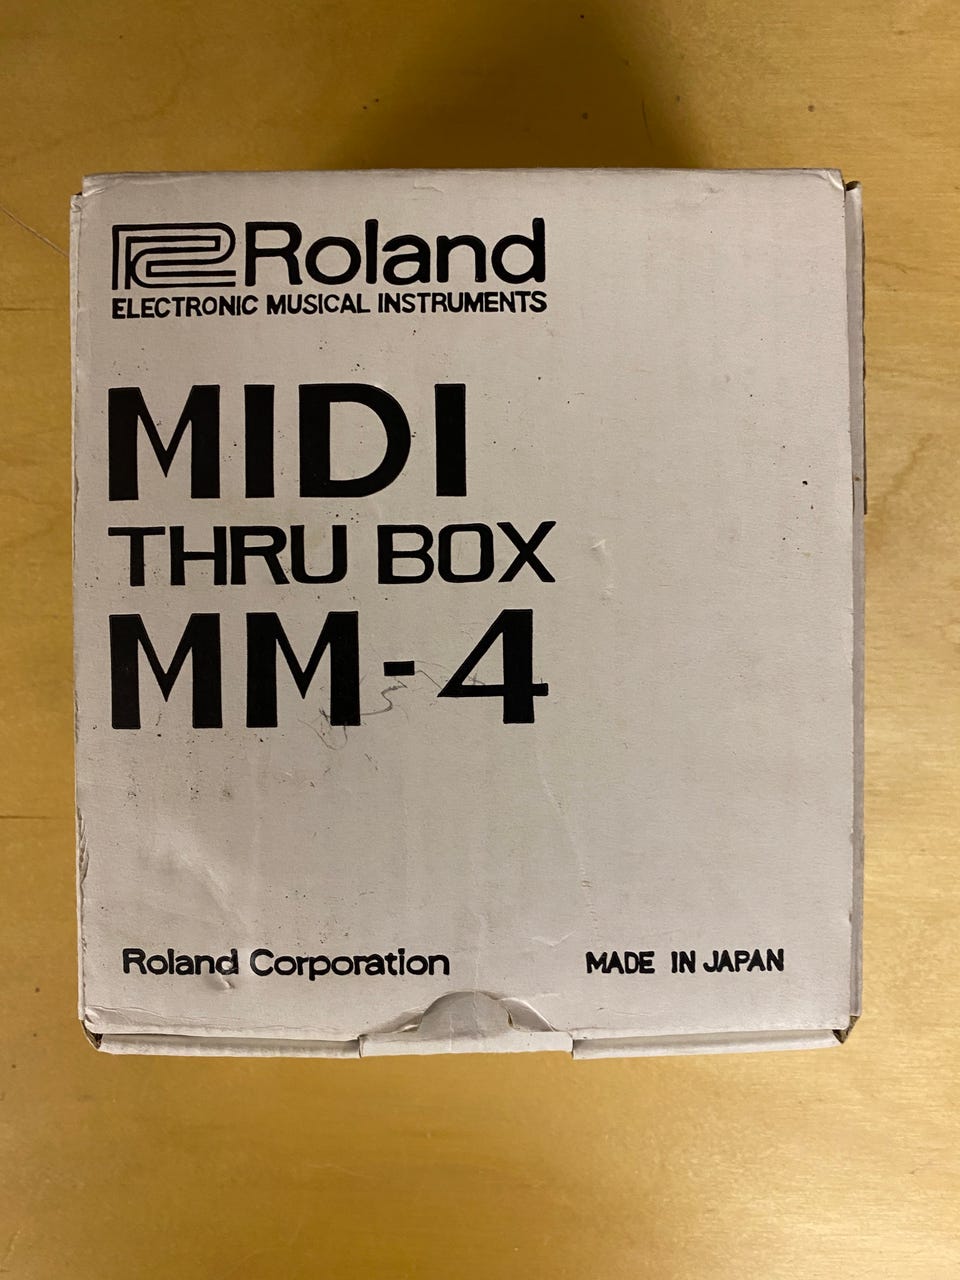 Roland
ELECTRONIC MUSICAL INSTRUMENTS
MIDI
THRU BOX
MM-4
Roland Corporation MADE IN JAPAN